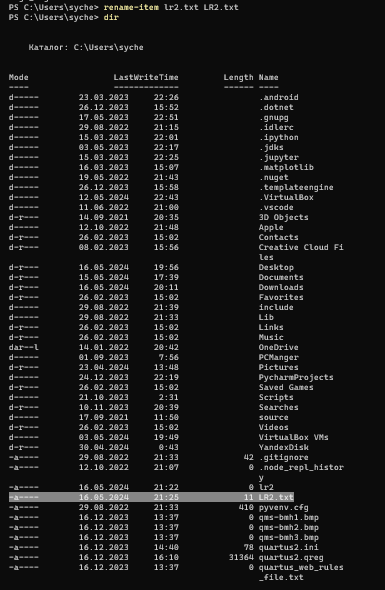 PS C:\Users\syche> rename-item lr2.txt LR2.txt
PS C:\Users\syche> dir
Каталог: C:\Users\syche
Mode LastWriteTime Length Name
---- ------------- ------ ----
d----- 23.03.2023 22:26 .android
d----- 26.12.2023 15:52 .dotnet
d----- 17.05.2023 22:51 .gnupg
d----- 29.08.2022 21:15 .idlerc
d----- 15.03.2023 22:01 .ipython
d----- 03.05.2023 22:17 .jdks
d----- 15.03.2023 22:25 .jupyter
d----- 16.03.2023 15:07 .matplotlib
d----- 19.05.2022 21:43 .nuget
d----- 26.12.2023 15:58 .templateengine
d----- 12.05.2024 22:43 .VirtualBox
d----- 11.06.2022 21:00 .vscode
d-r--- 14.09.2021 20:35 3D Objects
d----- 12.10.2022 21:48 Apple
d-r--- 26.02.2023 15:02 Contacts
d-r--- 08.02.2023 15:56 Creative Cloud Fi
les
d-r--- 16.05.2024 19:56 Desktop
d-r--- 15.05.2024 17:39 Documents
d-r--- 16.05.2024 20:11 Downloads
d-r--- 26.02.2023 15:02 Favorites
d----- 29.08.2022 21:39 include
d----- 29.08.2022 21:33 Lib
d-r--- 26.02.2023 15:02 Links
d-r--- 26.02.2023 15:02 Music
dar--l 14.01.2022 20:42 OneDrive
d----- 01.09.2023 7:56 PCManger
d-r--- 23.04.2024 13:48 Pictures
d----- 24.12.2023 22:19 PycharmProjects
d-r--- 26.02.2023 15:02 Saved Games
d----- 21.10.2023 2:31 Scripts
d-r--- 10.11.2023 20:39 Searches
d----- 17.09.2021 11:50 source
d-r--- 26.02.2023 15:02 Videos
d----- 03.05.2024 19:49 VirtualBox VMs
d-r--- 30.04.2024 0:43 YandexDisk
-a---- 29.08.2022 21:33 42 .gitignore
-a---- 12.10.2022 21:07 0 .node_repl_histor
y
-a---- 16.05.2024 21:22 0 lr2
-a---- 16.05.2024 21:25 11 LR2.txt
-a---- 29.08.2022 21:33 410 pyvenv.cfg
-a---- 16.12.2023 13:37 0 qms-bmh1.bmp
-a---- 16.12.2023 13:37 0 qms-bmh2.bmp
-a---- 16.12.2023 13:37 0 qms-bmh3.bmp
-a---- 16.12.2023 14:40 78 quartus2.ini
-a---- 16.12.2023 16:10 31364 quartus2.qreg
-a---- 16.12.2023 13:37 0 quartus_web_rules
_file.txt